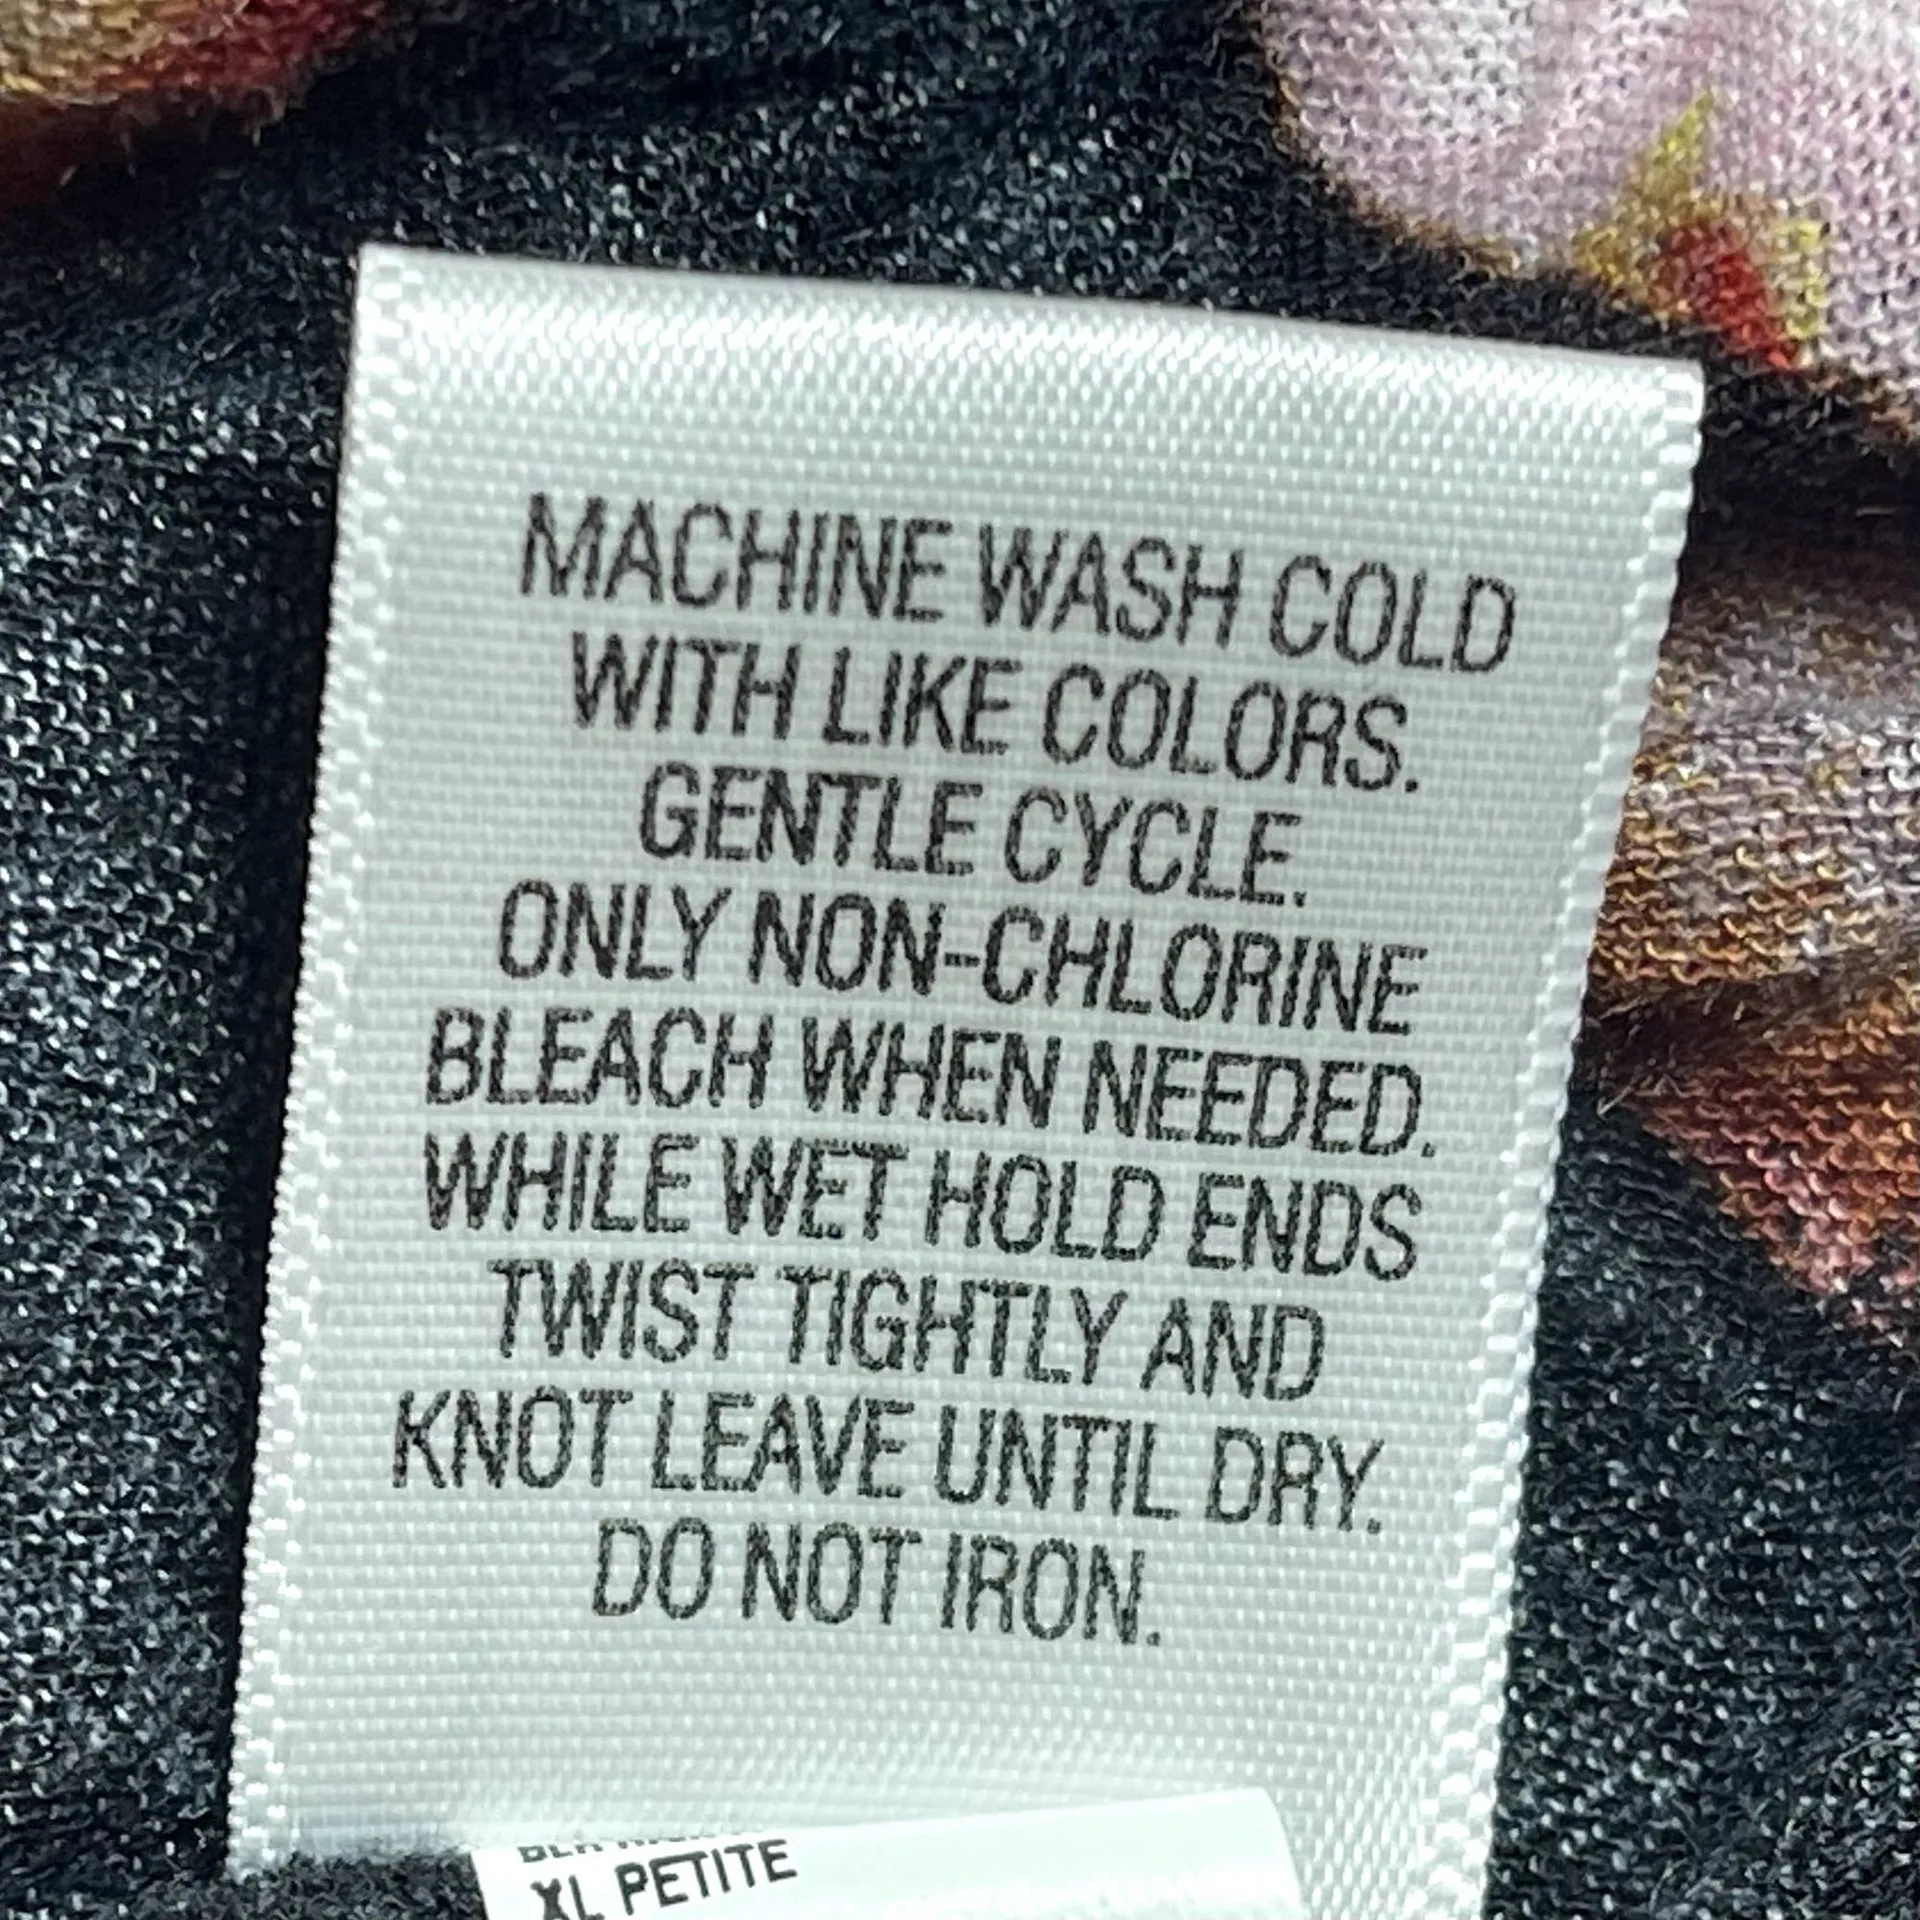 MACHINE WASH COLD
WITH LIKE COLORS.
GENTLE CYCLE.
ONLY NON-CHLORINE
BLEACH WHEN NEEDED.
WHILE WET HOLD ENDS
TWIST TIGHTLY AND
KNOT LEAVE UNTIL DRY.
DO NOT IRON.
XL PETITE